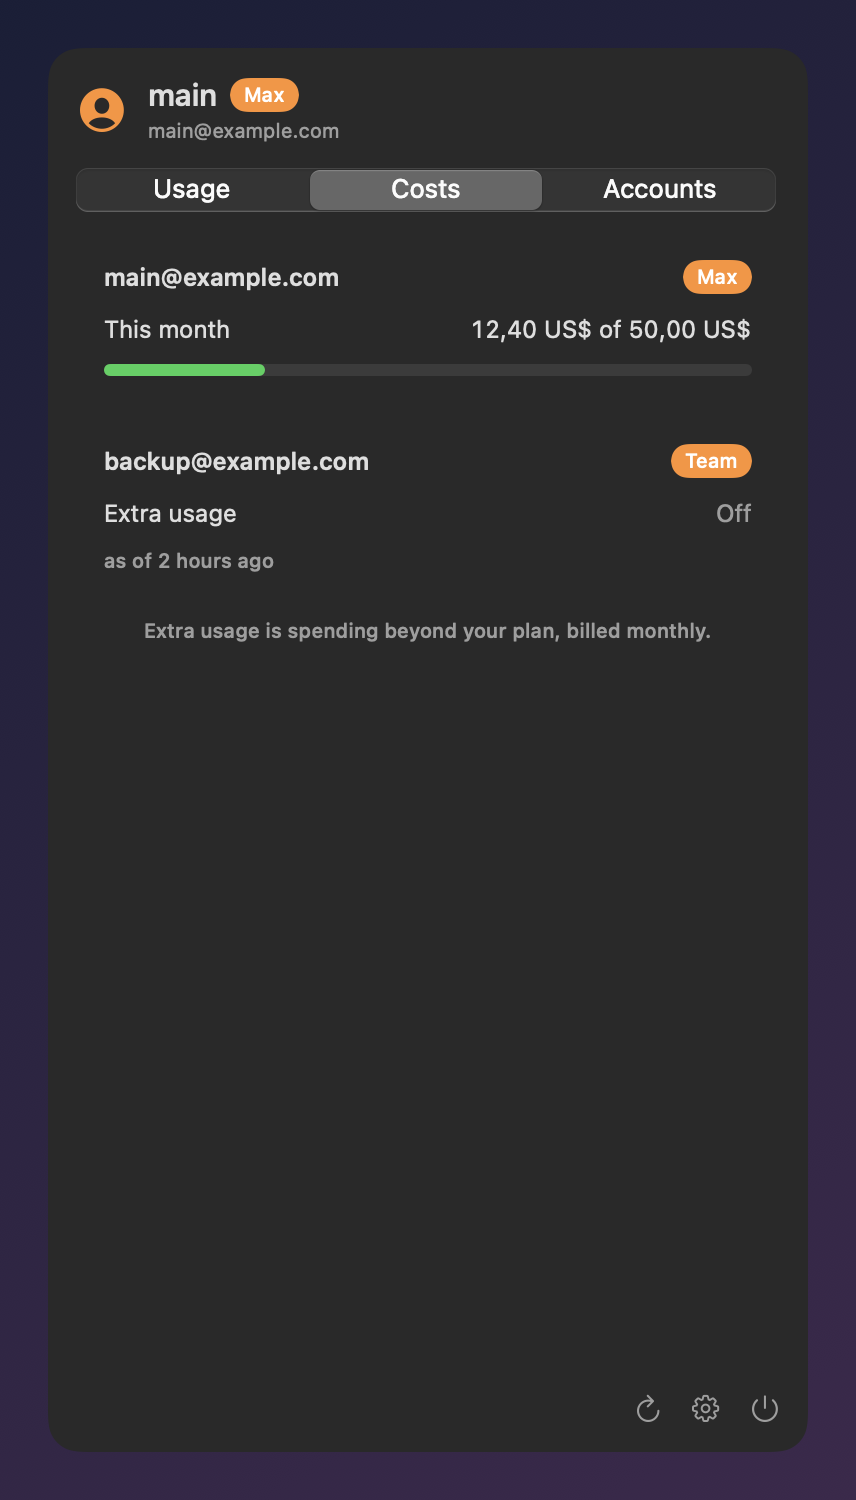 main Max
main@example.com
Usage Costs Accounts
main@example.com Max
This month 12,40 US$ of 50,00 US$
backup@example.com Team
Extra usage Off
as of 2 hours ago
Extra usage is spending beyond your plan, billed monthly.